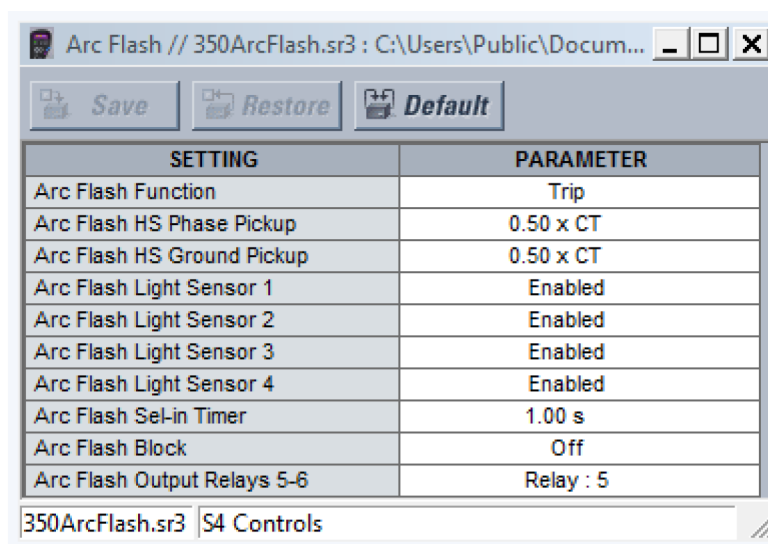 Arc Flash // 350ArcFlash.sr3 : C:\Users\Public\Docum...
Save Restore Default
SETTING PARAMETER
Arc Flash Function Trip
Arc Flash HS Phase Pickup 0.50 x CT
Arc Flash HS Ground Pickup 0.50 x CT
Arc Flash Light Sensor 1 Enabled
Arc Flash Light Sensor 2 Enabled
Arc Flash Light Sensor 3 Enabled
Arc Flash Light Sensor 4 Enabled
Arc Flash Sel-in Timer 1.00 s
Arc Flash Block Off
Arc Flash Output Relays 5-6 Relay : 5
350ArcFlash.sr3 S4 Controls